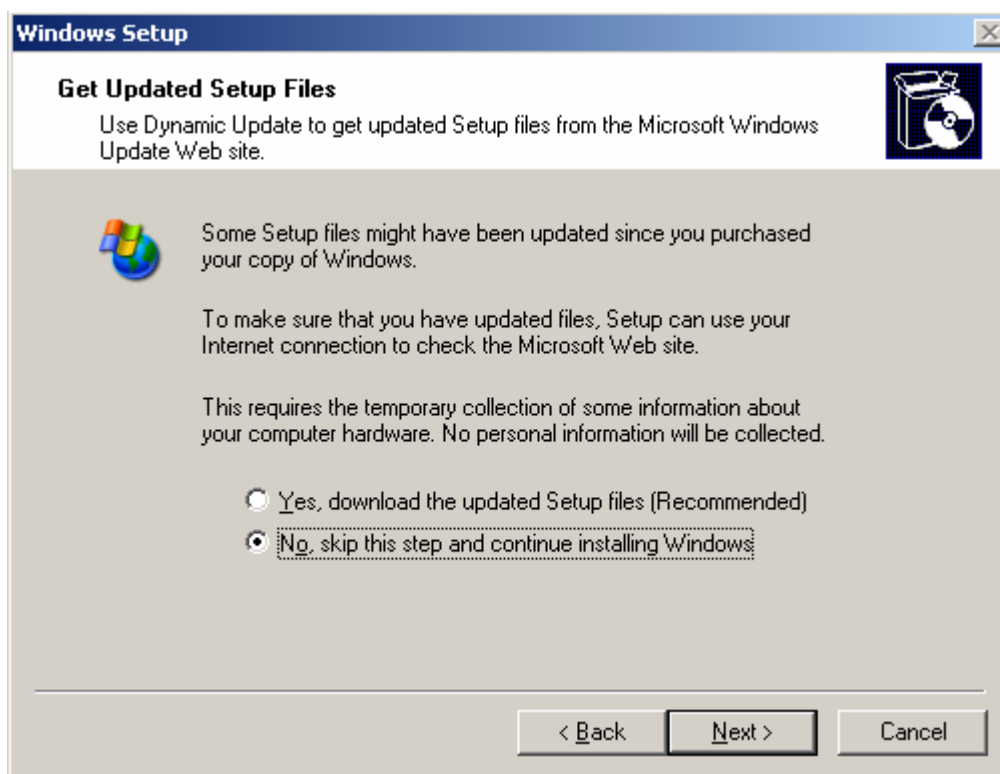 Windows Setup
Get Updated Setup Files
Use Dynamic Update to get updated Setup files from the Microsoft Windows
Update Web site.
Some Setup files might have been updated since you purchased
your copy of Windows.
To make sure that you have updated files, Setup can use your
Internet connection to check the Microsoft Web site.
This requires the temporary collection of some information about
your computer hardware. No personal information will be collected.
Yes, download the updated Setup files (Recommended)
No, skip this step and continue installing Windows
< Back Next > Cancel